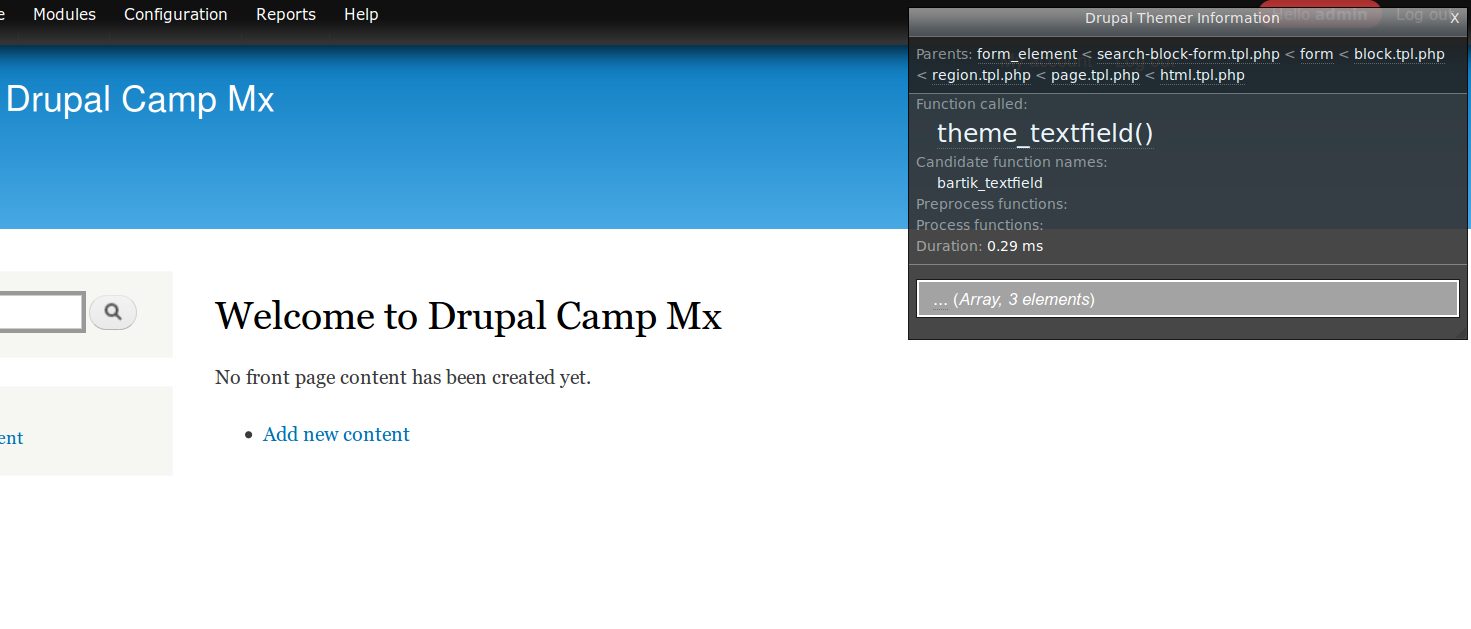 e Modules Configuration Reports Help
Hello admin Log out
Drupal Themer Information X
Parents: form_element < search-block-form.tpl.php < form < block.tpl.php
< region.tpl.php < page.tpl.php < html.tpl.php
Function called:
theme_textfield()
Candidate function names:
bartik_textfield
Preprocess functions:
Process functions:
Duration: 0.29 ms
... (Array, 3 elements)
Drupal Camp Mx
ent
Welcome to Drupal Camp Mx
No front page content has been created yet.
• Add new content